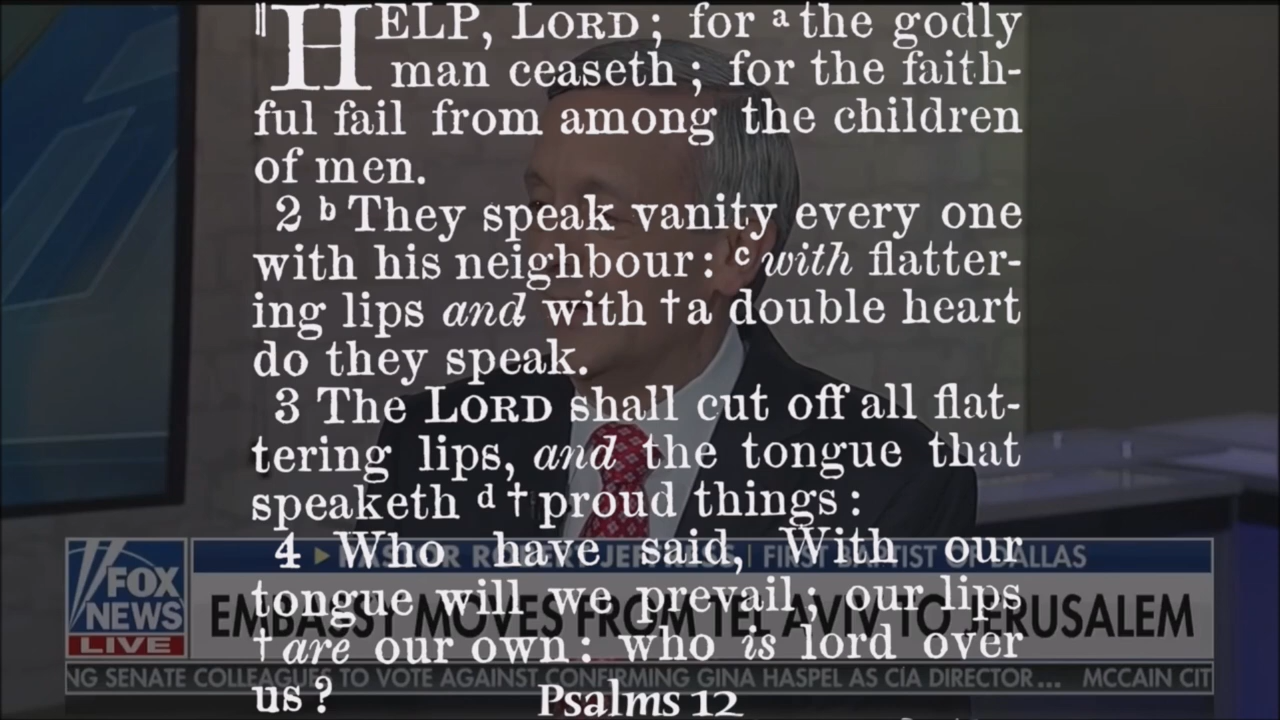 ‖HELP, LORD; for ᵃ the godly
man ceaseth; for the faith-
ful fail from among the children
of men.
2 ᵇ They speak vanity every one
with his neighbour: ᶜ with flatter-
ing lips and with † a double heart
do they speak.
3 The LORD shall cut off all flat-
tering lips, and the tongue that
speaketh ᵈ † proud things:
4 Who have said, With our
tongue will we prevail; our lips
† are our own: who is lord over
us?
Psalms 12
PASTOR ROBERT JEFFRESS | FIRST BAPTIST OF DALLAS
FOX
NEWS
LIVE
EMBASSY MOVES FROM TEL AVIV TO JERUSALEM
NG SENATE COLLEAGUES TO VOTE AGAINST CONFIRMING GINA HASPEL AS CIA DIRECTOR... MCCAIN CIT